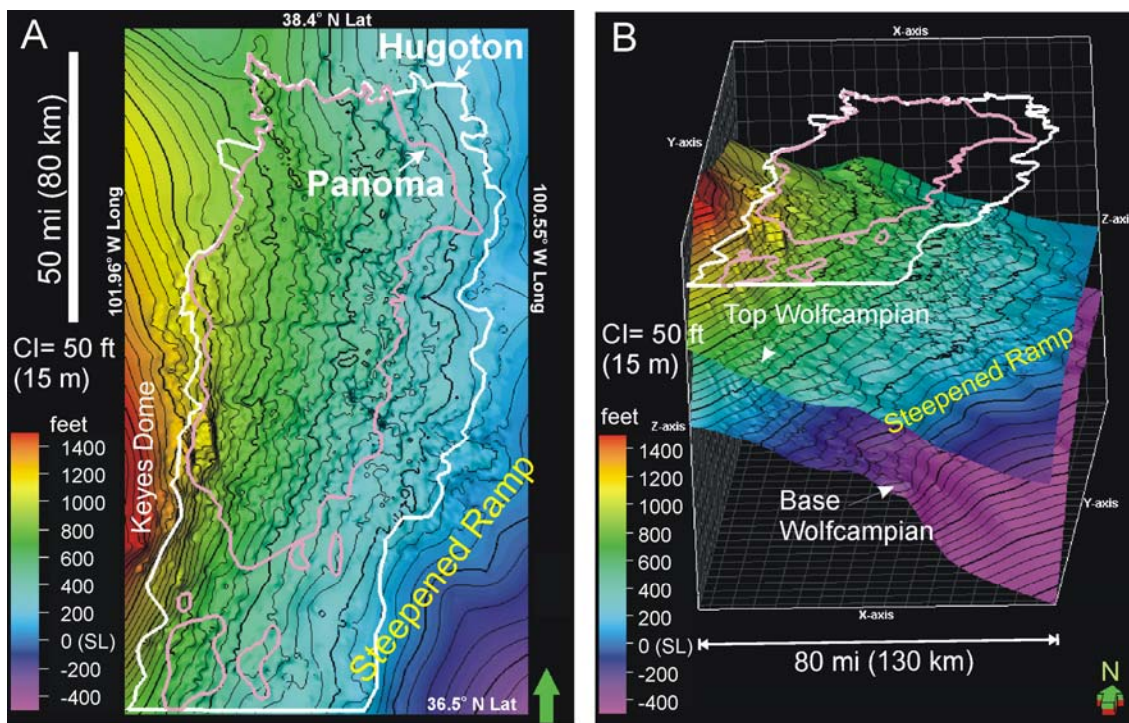 A
38.4° N Lat
Hugoton
Panoma
50 mi (80 km)
101.96° W Long
100.55° W Long
CI= 50 ft
(15 m)
feet
1400
1200
1000
800
600
400
200
0 (SL)
-200
-400
Keyes Dome
Steepened Ramp
36.5° N Lat
B
X-axis
Y-axis
Z-axis
Top Wolfcampian
CI= 50 ft
(15 m)
Steepened Ramp
feet
1400
1200
1000
800
600
400
200
0 (SL)
-200
-400
Z-axis
Base
Wolfcampian
Y-axis
X-axis
80 mi (130 km)
N